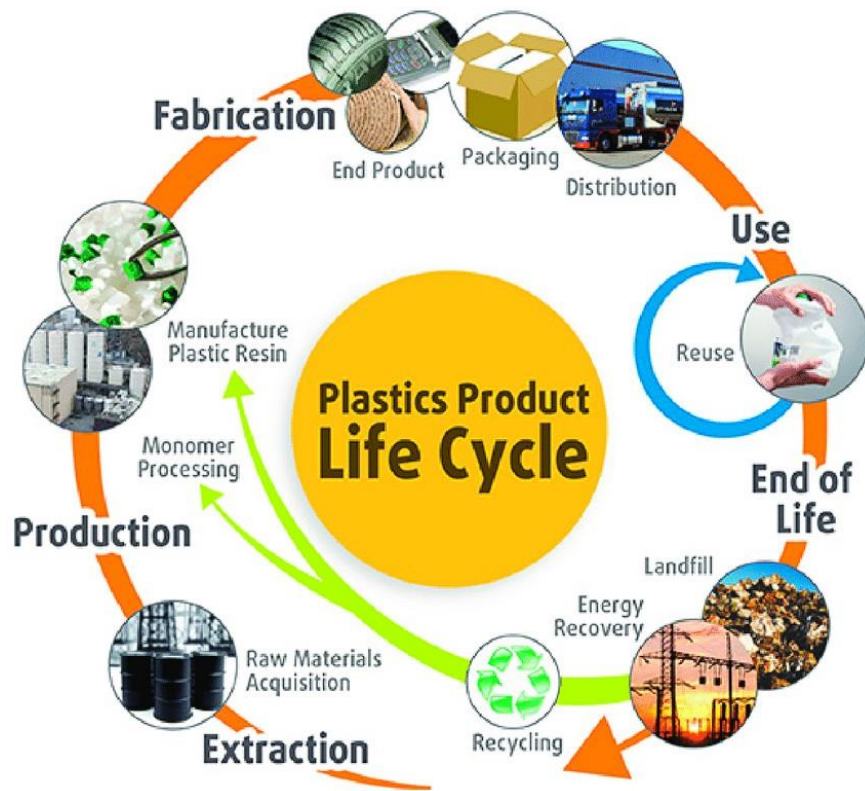 Fabrication
End Product
Packaging
Distribution
Use
Reuse
Manufacture
Plastic Resin
Plastics Product
Life Cycle
Monomer
Processing
Production
End of
Life
Landfill
Energy
Recovery
Raw Materials
Acquisition
Extraction
Recycling